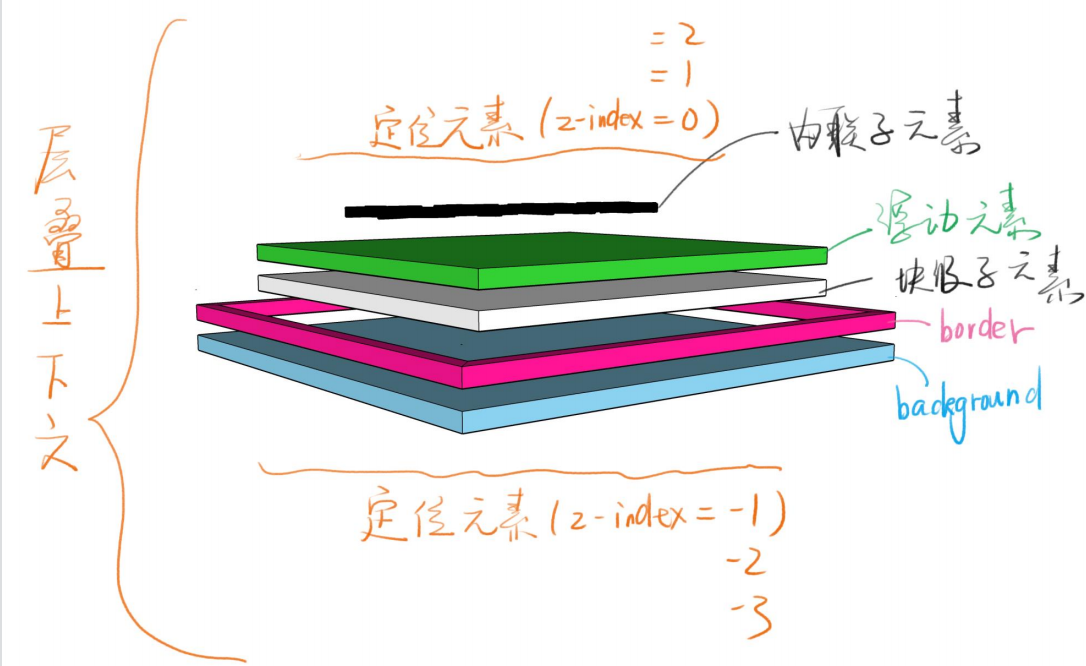 = 2
= 1
定位元素 (z-index = 0)
内联子元素
浮动元素
块级子元素
border
background
层叠上下文
定位元素 (z-index = -1)
-2
-3